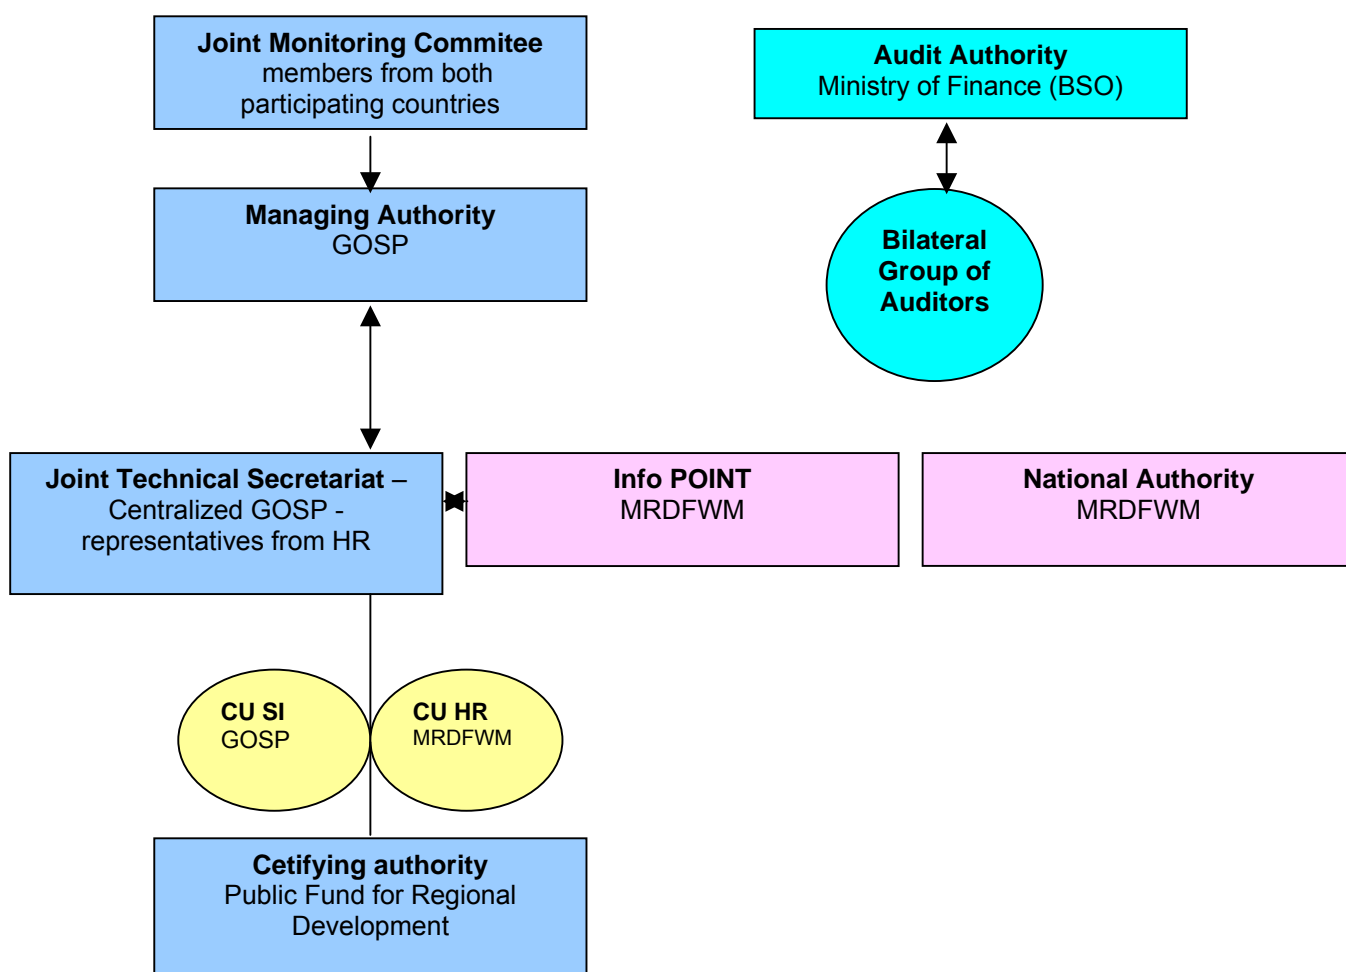 Joint Monitoring Commitee
members from both
participating countries
Audit Authority
Ministry of Finance (BSO)
Managing Authority
GOSP
Bilateral
Group of
Auditors
Joint Technical Secretariat –
Centralized GOSP -
representatives from HR
Info POINT
MRDFWM
National Authority
MRDFWM
CU SI
GOSP
CU HR
MRDFWM
Cetifying authority
Public Fund for Regional
Development